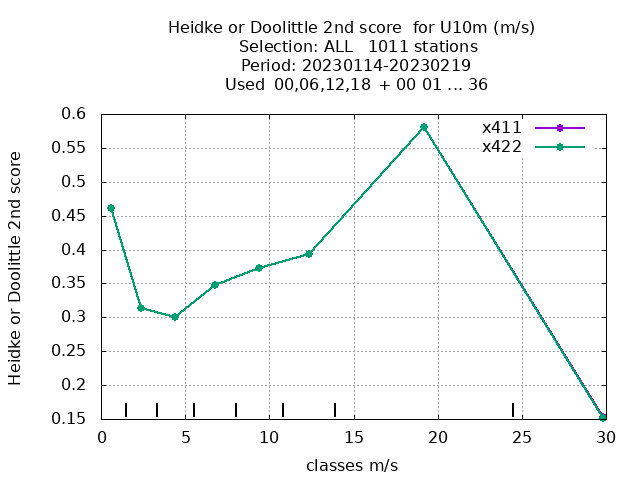 Heidke or Doolittle 2nd score  for U10m (m/s)
Selection: ALL   1011 stations
Period: 20230114-20230219
Used  00,06,12,18 + 00 01 ... 36
x411
x422
0.6
0.55
0.5
0.45
0.4
0.35
0.3
0.25
0.2
0.15
Heidke or Doolittle 2nd score
0 5 10 15 20 25 30
classes m/s